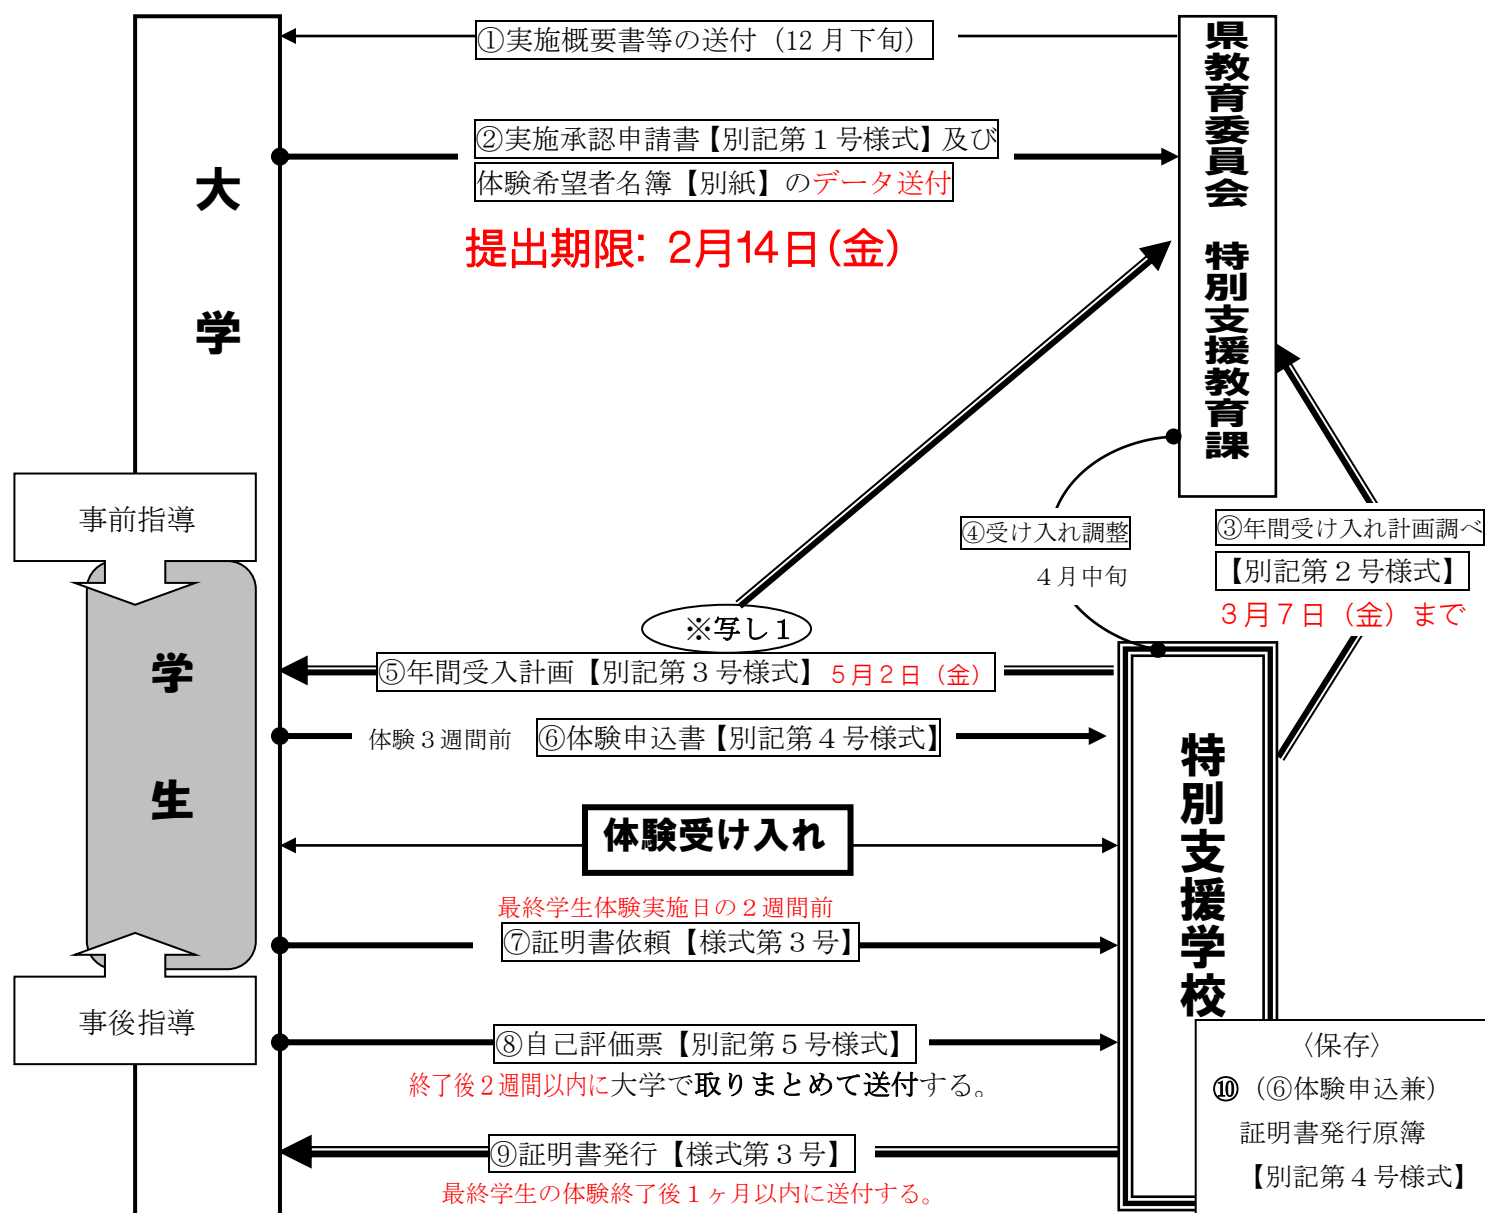 ①実施概要書等の送付（12月下旬）
県教育委員会　特別支援教育課
②実施承認申請書【別記第１号様式】及び
体験希望者名簿【別紙】のデータ送付
提出期限：2月14日（金）
大学
事前指導
④受け入れ調整
４月中旬
③年間受け入れ計画調べ
【別記第２号様式】
３月７日（金）まで
※写し１
⑤年間受入計画【別記第３号様式】５月２日（金）
学生
体験３週間前　⑥体験申込書【別記第４号様式】
特別支援学校
体験受け入れ
最終学生体験実施日の２週間前
⑦証明書依頼【様式第３号】
事後指導
⑧自己評価票【別記第５号様式】
終了後２週間以内に大学で取りまとめて送付する。
⑨証明書発行【様式第３号】
最終学生の体験終了後１ヶ月以内に送付する。
〈保存〉
⑩（⑥体験申込兼）
証明書発行原簿
【別記第４号様式】